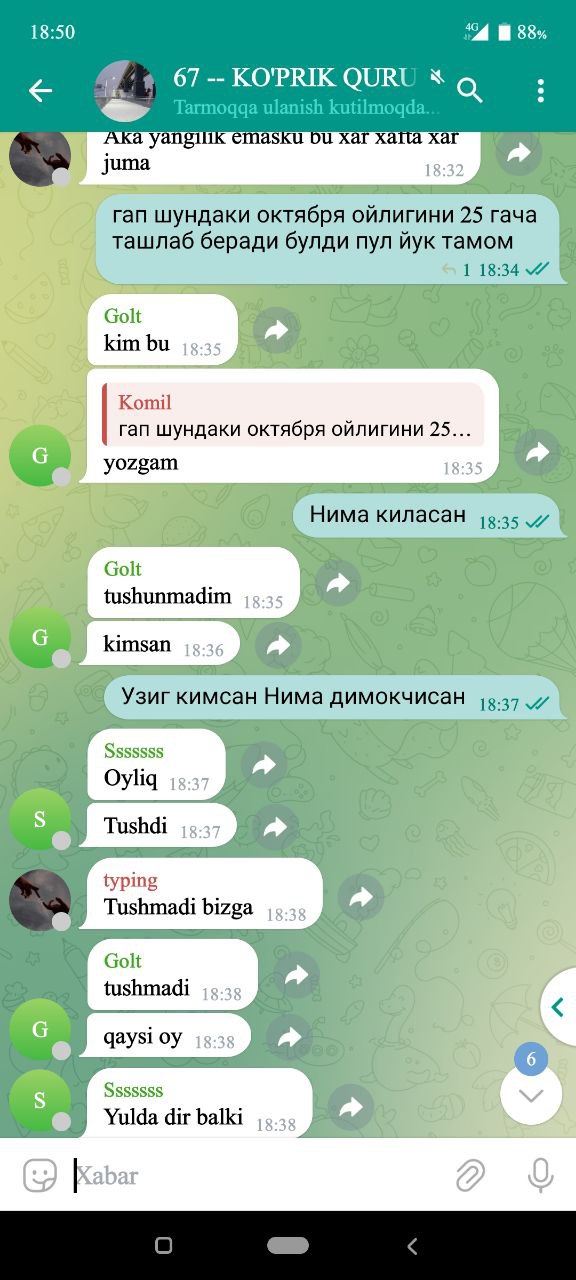 18:50
4G 88%
67 -- KO'PRIK QURU
Tarmoqqa ulanish kutilmoqda...
Aka yangilik emasku bu xar xafta xar
juma
18:32
гап шундаки октября ойлигини 25 гача
ташлаб беради булди пул йук тамом
1 18:34
Golt
kim bu 18:35
Komil
гап шундаки октября ойлигини 25...
G
yozgam 18:35
Нима киласан 18:35
Golt
tushunmadim 18:35
G
kimsan 18:36
Узиг кимсан Нима димокчисан 18:37
Sssssss
Oyliq 18:37
S
Tushdi 18:37
typing
Tushmadi bizga 18:38
Golt
tushmadi 18:38
G
qaysi oy 18:38
6
S
Sssssss
Yulda dir balki 18:38
Xabar